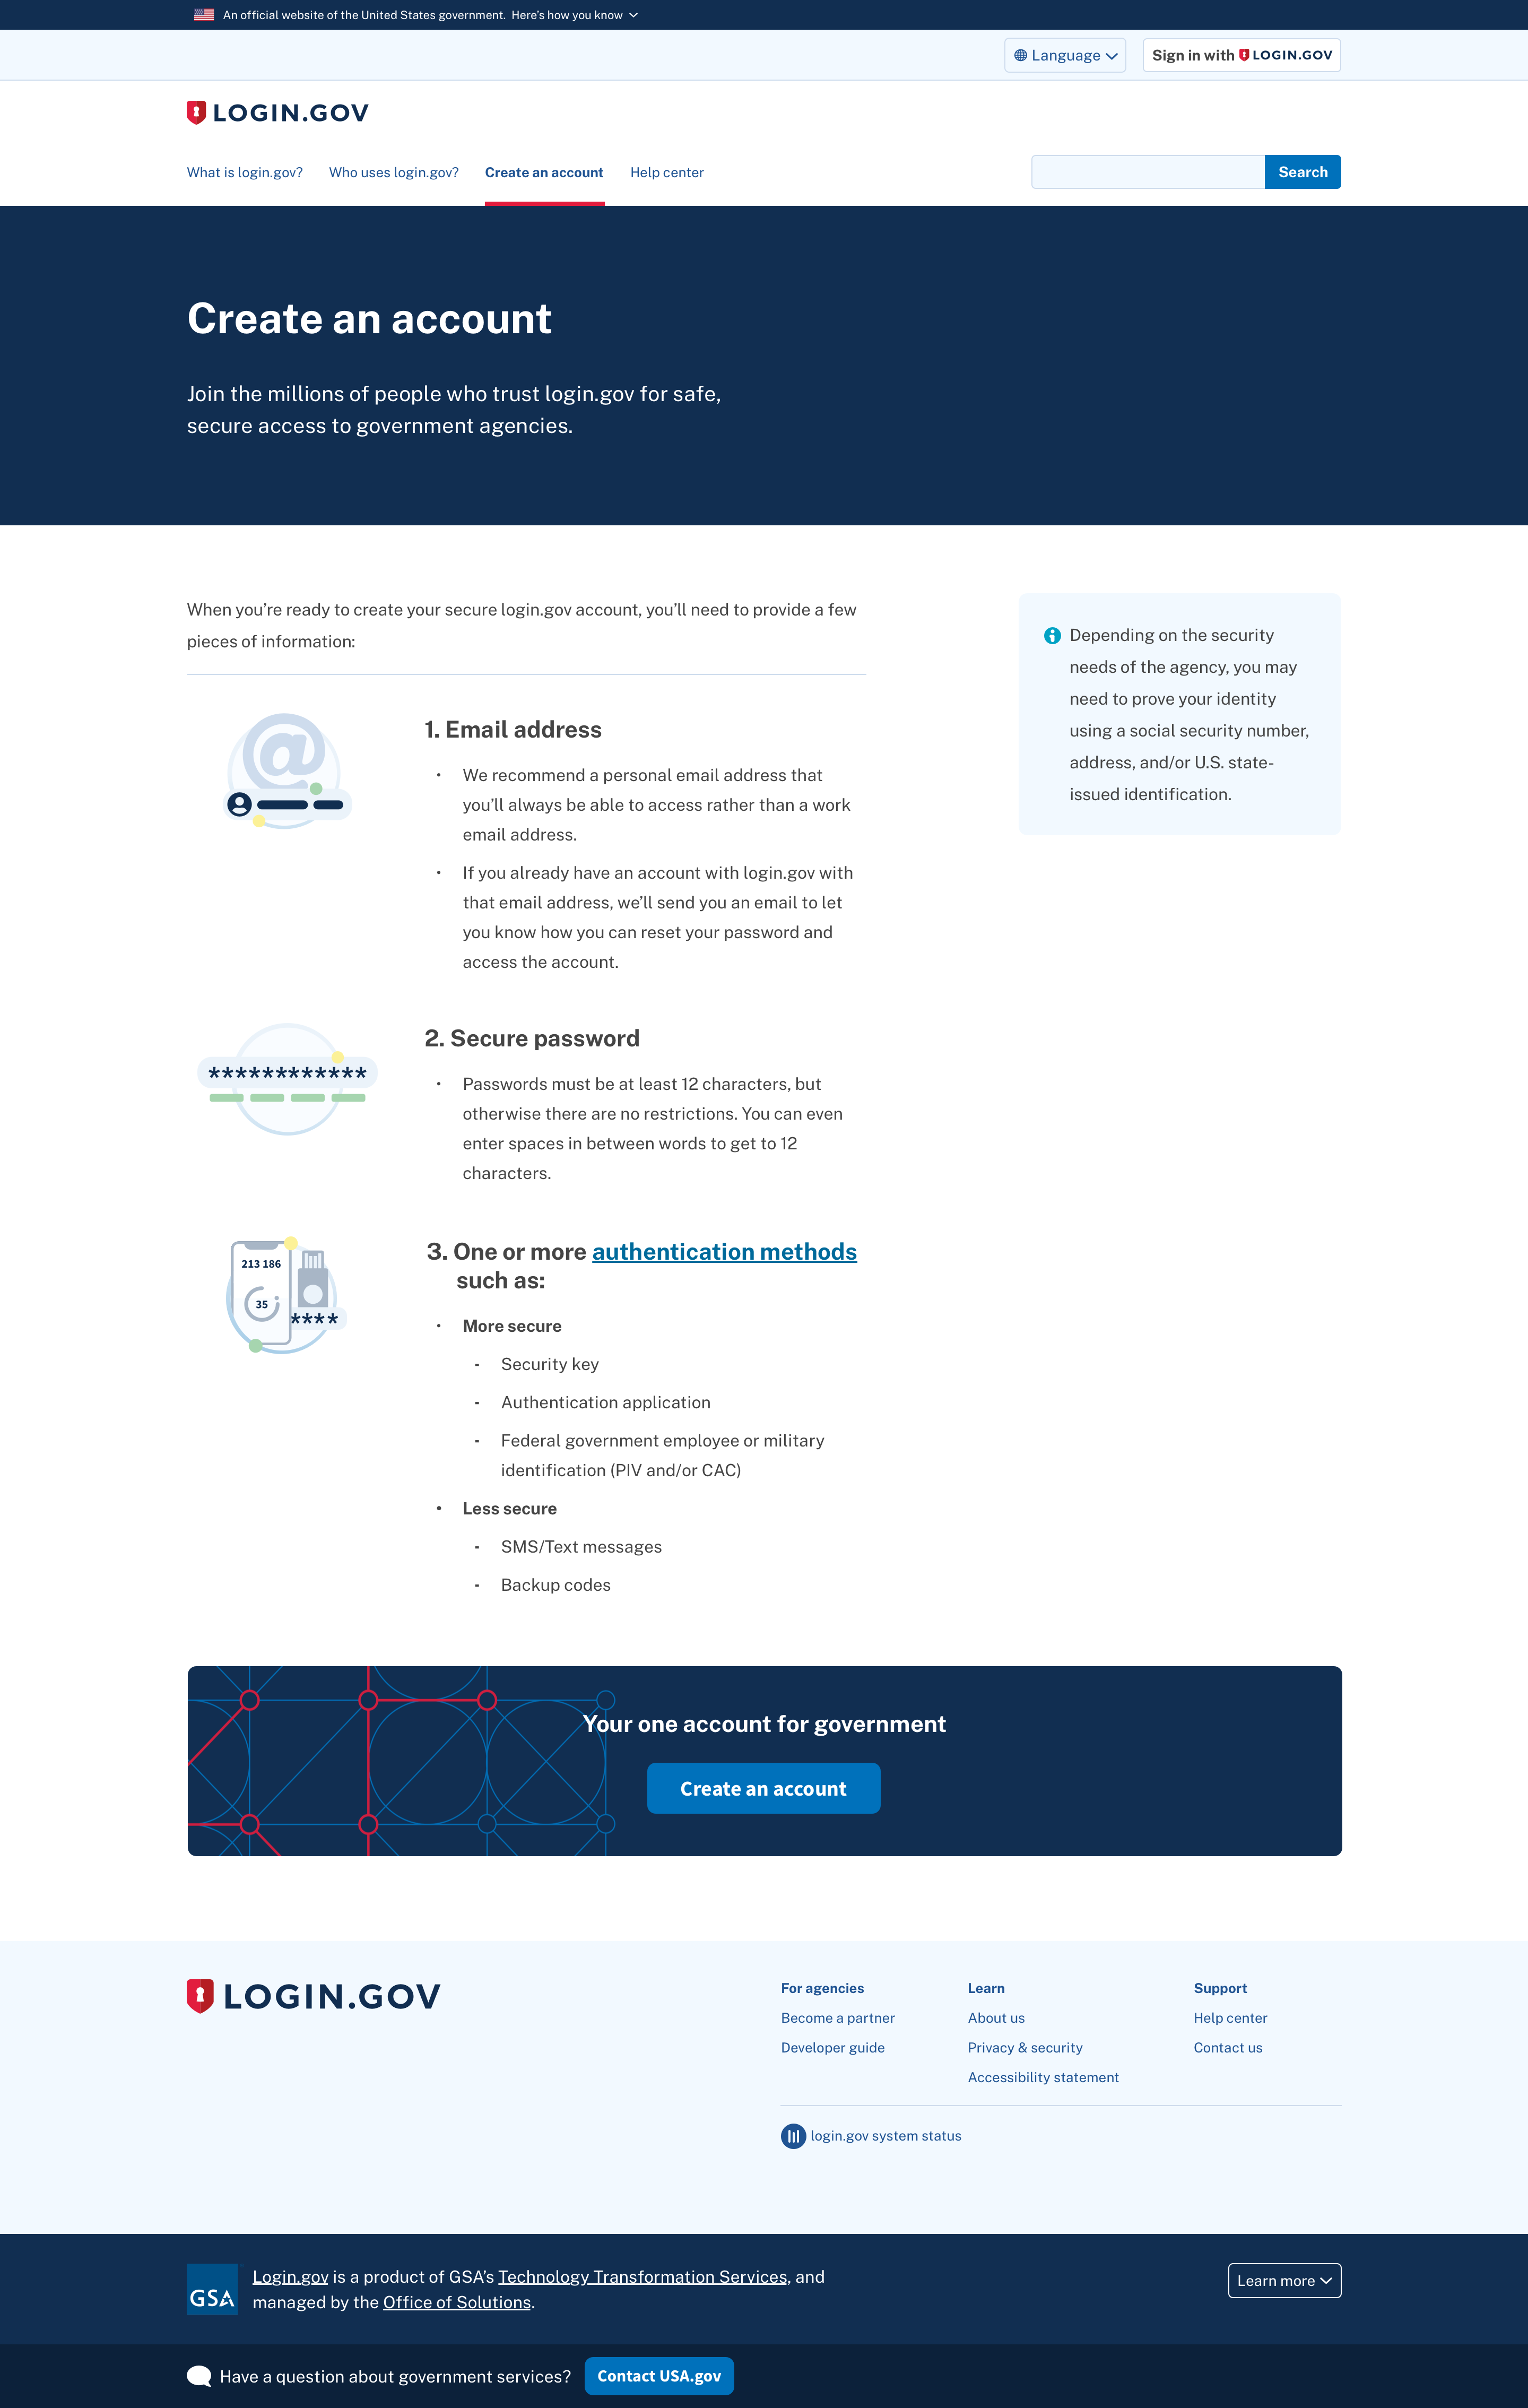 An official website of the United States government. Here's how you know
Language
Sign in with LOGIN.GOV
LOGIN.GOV
What is login.gov?
Who uses login.gov?
Create an account
Help center
Search
Create an account
Join the millions of people who trust login.gov for safe,
secure access to government agencies.
When you're ready to create your secure login.gov account, you'll need to provide a few
pieces of information:
Depending on the security
needs of the agency, you may
need to prove your identity
using a social security number,
address, and/or U.S. state-
issued identification.
@
1. Email address
• We recommend a personal email address that
you'll always be able to access rather than a work
email address.
• If you already have an account with login.gov with
that email address, we'll send you an email to let
you know how you can reset your password and
access the account.
************
2. Secure password
• Passwords must be at least 12 characters, but
otherwise there are no restrictions. You can even
enter spaces in between words to get to 12
characters.
213 186
35
****
3. One or more authentication methods
such as:
• More secure
- Security key
- Authentication application
- Federal government employee or military
identification (PIV and/or CAC)
• Less secure
- SMS/Text messages
- Backup codes
Your one account for government
Create an account
LOGIN.GOV
For agencies
Become a partner
Developer guide
Learn
About us
Privacy & security
Accessibility statement
Support
Help center
Contact us
login.gov system status
GSA
Login.gov is a product of GSA's Technology Transformation Services, and
managed by the Office of Solutions.
Learn more
Have a question about government services?
Contact USA.gov